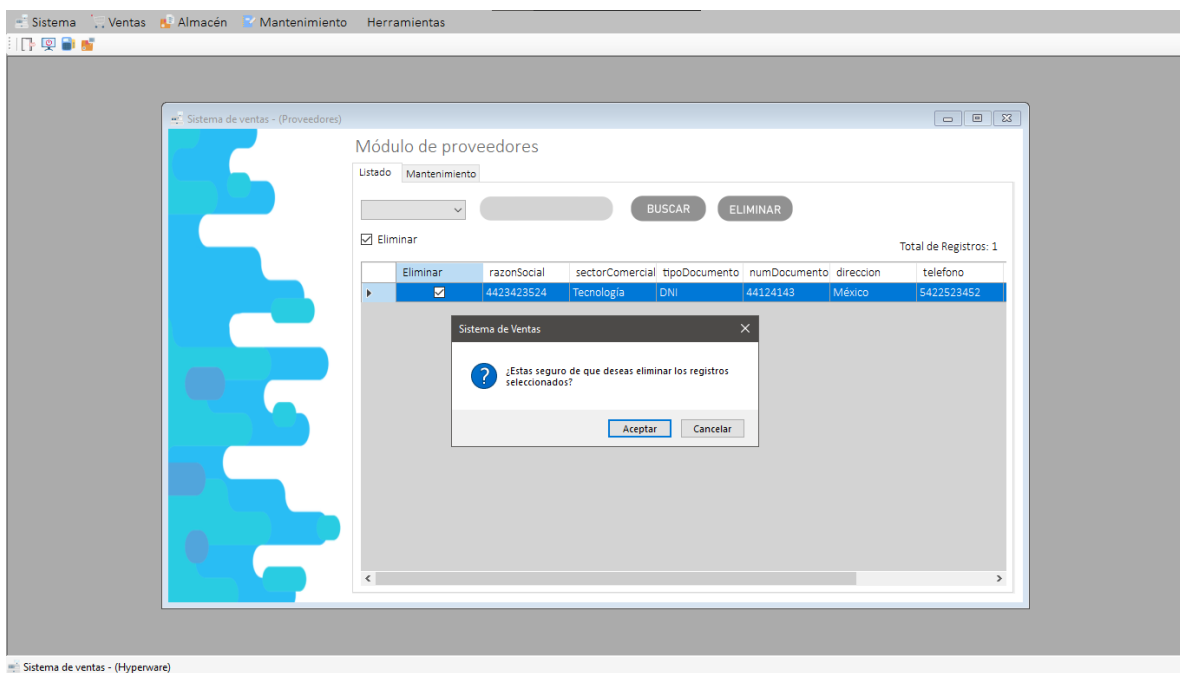 Sistema Ventas Almacén Mantenimiento Herramientas
Sistema de ventas - (Proveedores)
Módulo de proveedores
Listado Mantenimiento
BUSCAR ELIMINAR
Eliminar
Total de Registros: 1
Eliminar razonSocial sectorComercial tipoDocumento numDocumento direccion telefono
4423423524 Tecnología DNI 44124143 México 5422523452
Sistema de Ventas
¿Estas seguro de que deseas eliminar los registros
seleccionados?
Aceptar Cancelar
Sistema de ventas - (Hyperware)